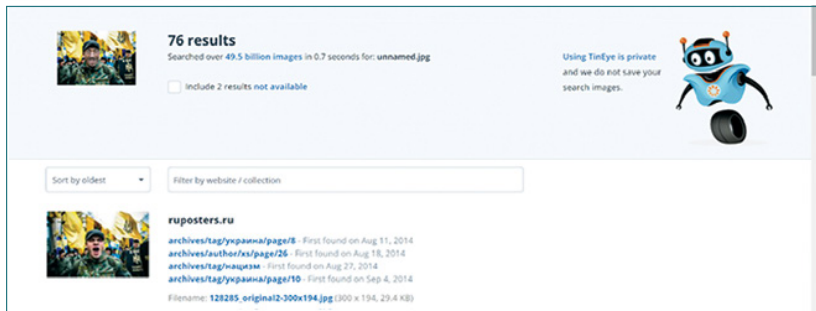 76 results
Searched over 49.5 billion images in 0.7 seconds for: unnamed.jpg
Include 2 results not available
Using TinEye is private
and we do not save your
search images.
Sort by oldest
Filter by website / collection
ruposters.ru
archives/tag/украина/page/8 - First found on Aug 11, 2014
archives/author/xs/page/26 - First found on Aug 18, 2014
archives/tag/нацизм - First found on Aug 27, 2014
archives/tag/украина/page/10 - First found on Sep 4, 2014
Filename: 128285_original2-300x194.jpg (300 x 194, 29.4 KB)